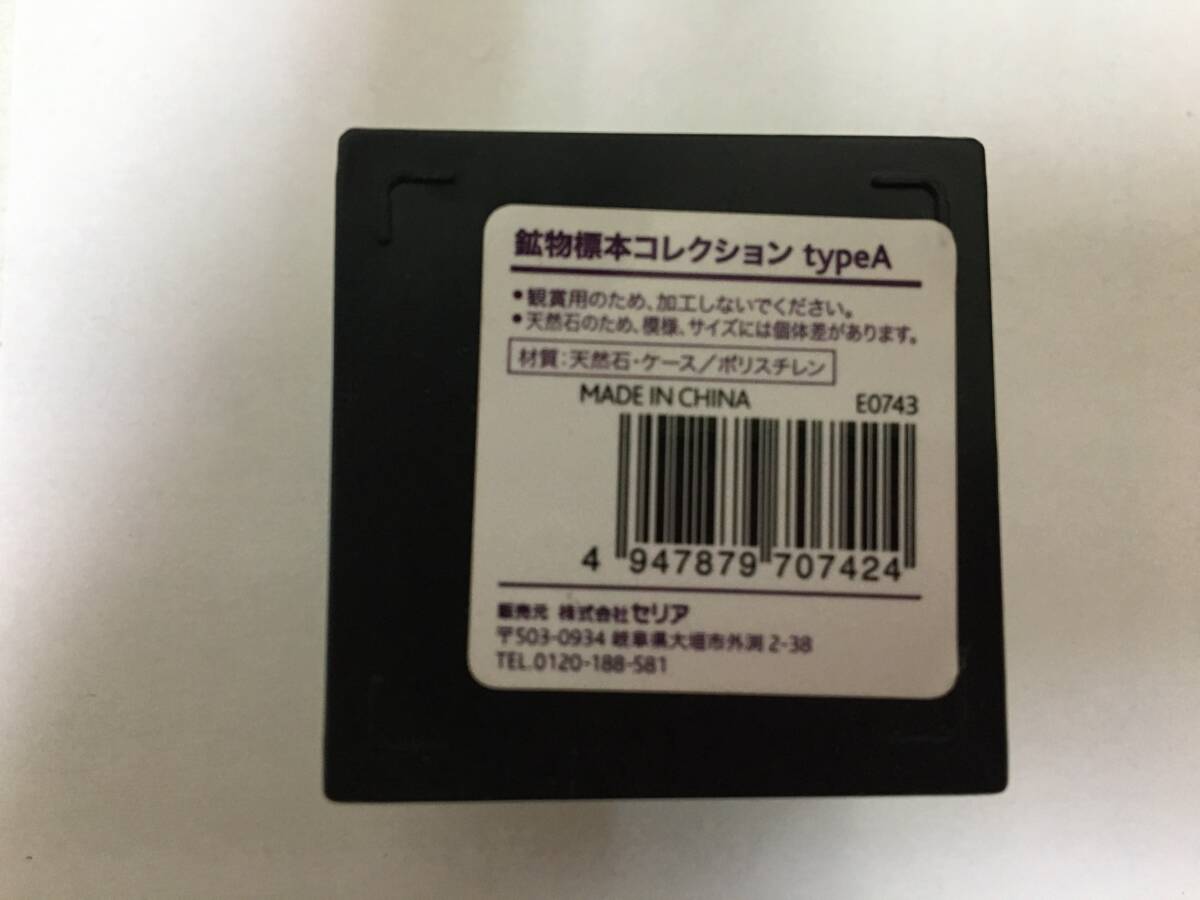 鉱物標本コレクション typeA
•観賞用のため、加工しないでください。
•天然石のため、模様、サイズには個体差があります。
材質:天然石・ケース/ポリスチレン
MADE IN CHINA E0743
4 947879 707424
販売元 株式会社セリア
〒503-0934 岐阜県大垣市外渕2-38
TEL.0120-188-581